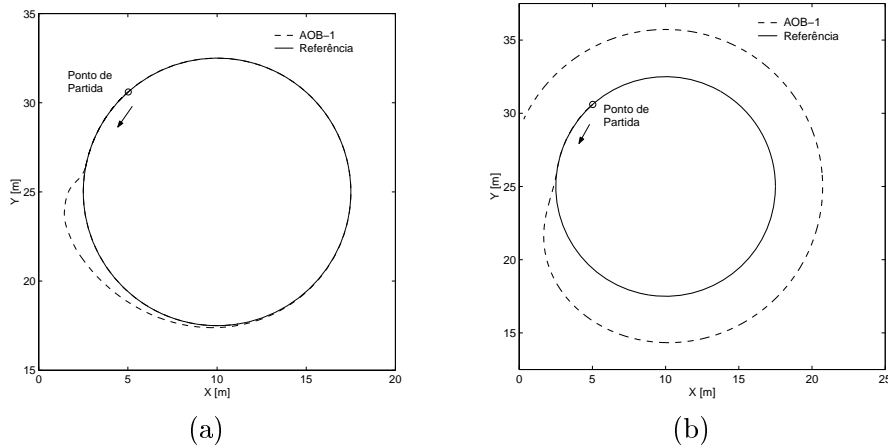 35
30
25
20
15
0
5
10
15
20
X [m]
Y [m]
AOB−1
Referência
Ponto de
Partida
(a)
35
30
25
20
15
0
5
10
15
20
25
X [m]
Y [m]
AOB−1
Referência
Ponto de
Partida
(b)